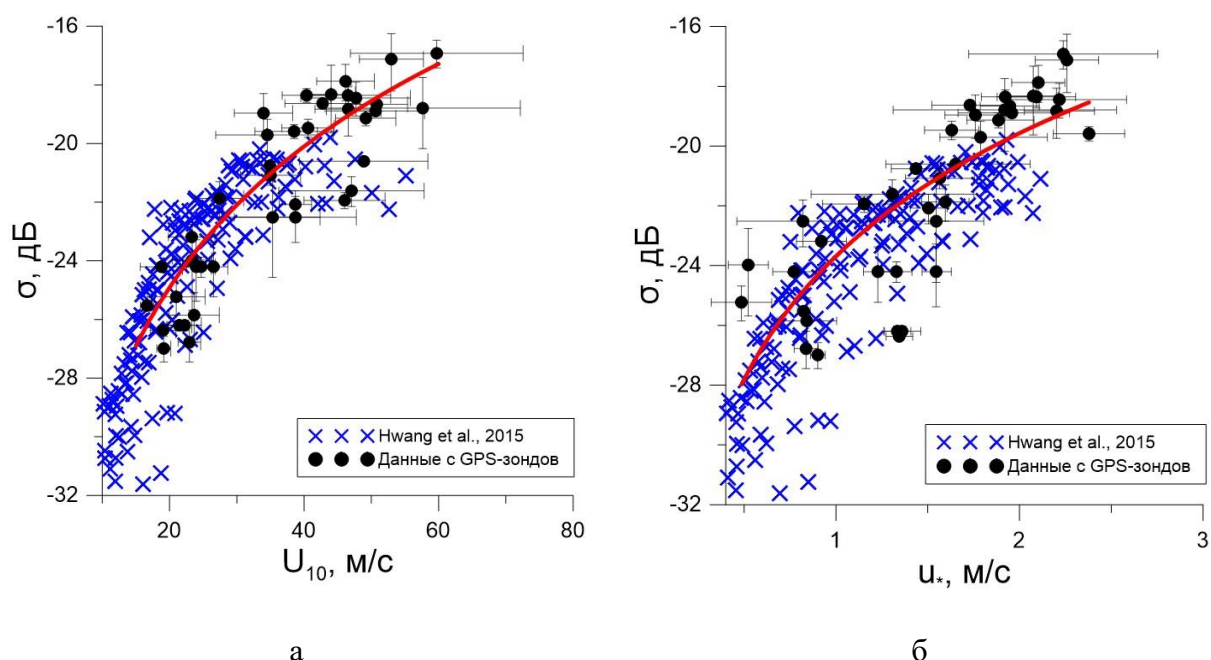 -16
-20
-24
-28
-32
σ, дБ
20
40
60
80
U10, м/с
Hwang et al., 2015
Данные с GPS-зондов
а
-16
-20
-24
-28
-32
σ, дБ
1
2
3
u*, м/с
Hwang et al., 2015
Данные с GPS-зондов
б